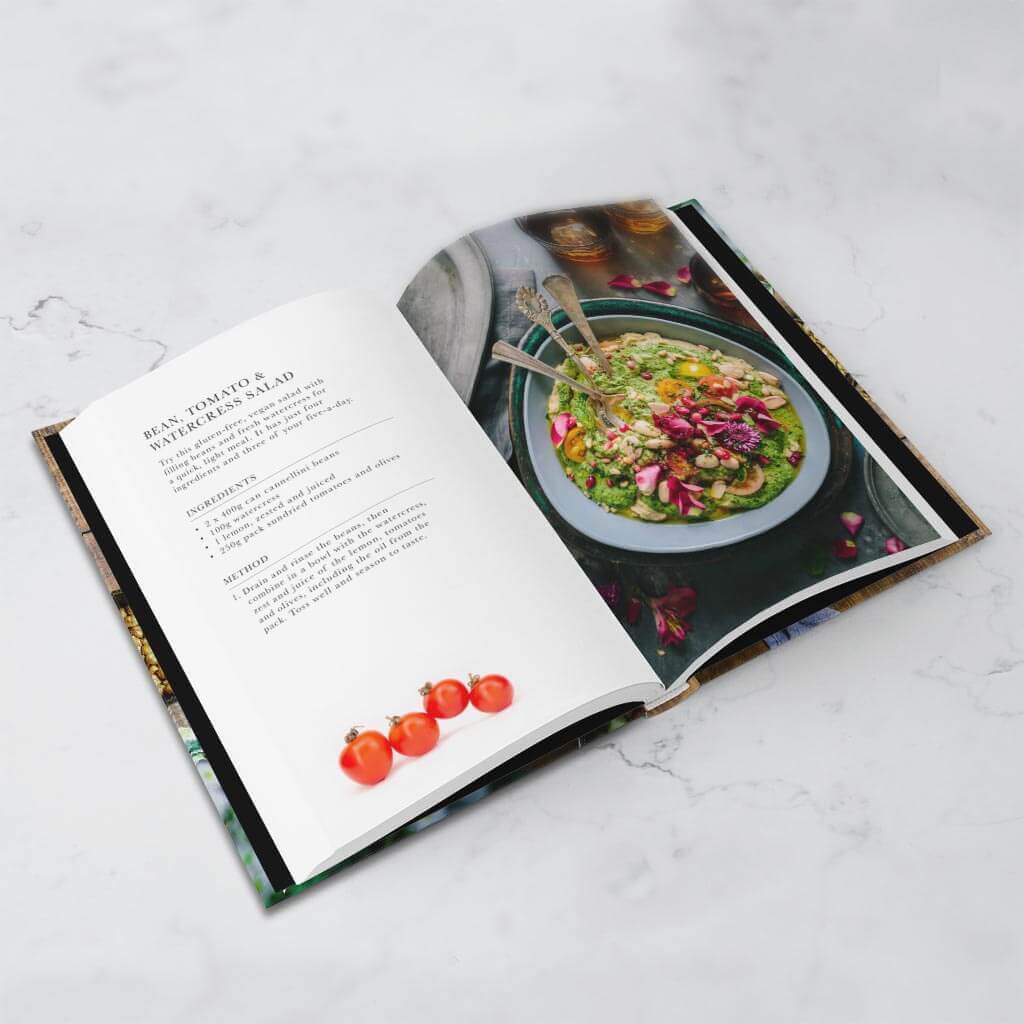 BEAN, TOMATO &
WATERCRESS SALAD
Try this gluten-free, vegan salad with
filling beans and fresh watercress for
a quick, light meal. It has just four
ingredients and three of your five-a-day.
INGREDIENTS
• 2 x 400g can cannellini beans
• 100g watercress
• 1 lemon, zested and juiced
• 250g pack sundried tomatoes and olives
METHOD
1. Drain and rinse the beans, then
combine in a bowl with the watercress,
zest and juice of the lemon, tomatoes
and olives, including the oil from the
pack. Toss well and season to taste.